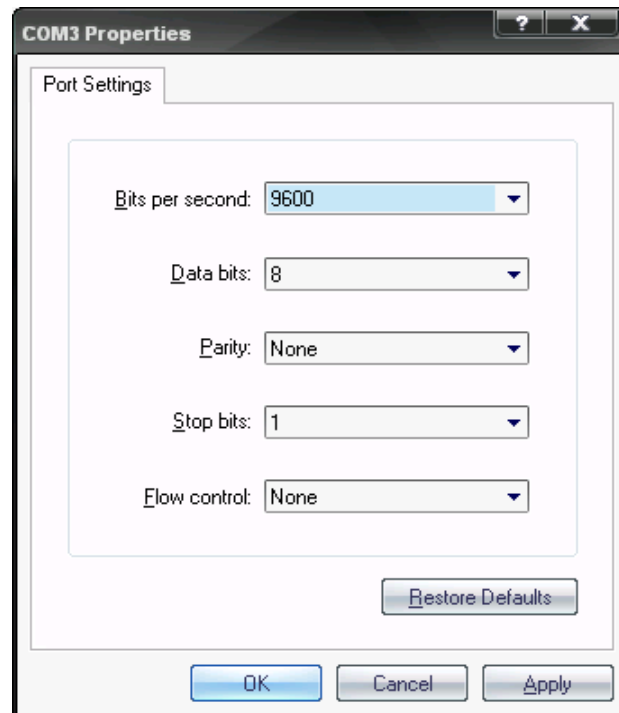 COM3 Properties
Port Settings
Bits per second: 9600
Data bits: 8
Parity: None
Stop bits: 1
Flow control: None
Restore Defaults
OK Cancel Apply